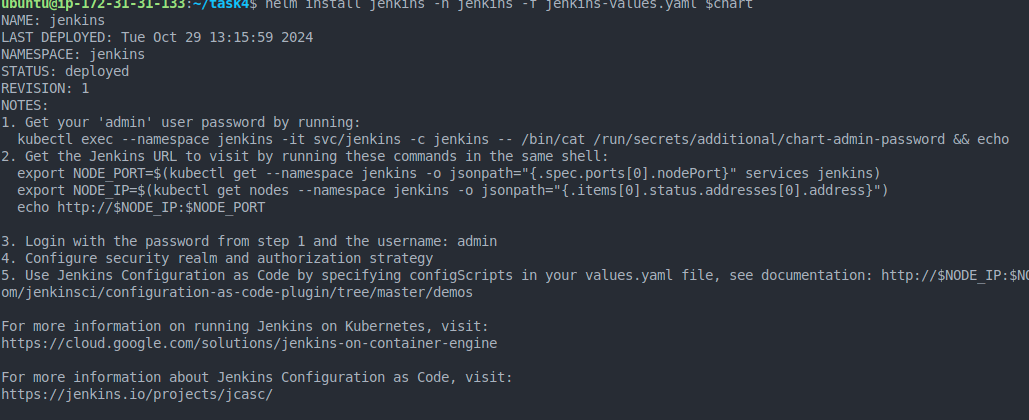 ubuntu@ip-172-31-31-133:~/task4$ helm install jenkins -n jenkins -f jenkins-values.yaml $chart
NAME: jenkins
LAST DEPLOYED: Tue Oct 29 13:15:59 2024
NAMESPACE: jenkins
STATUS: deployed
REVISION: 1
NOTES:
1. Get your 'admin' user password by running:
  kubectl exec --namespace jenkins -it svc/jenkins -c jenkins -- /bin/cat /run/secrets/additional/chart-admin-password && echo
2. Get the Jenkins URL to visit by running these commands in the same shell:
  export NODE_PORT=$(kubectl get --namespace jenkins -o jsonpath="{.spec.ports[0].nodePort}" services jenkins)
  export NODE_IP=$(kubectl get nodes --namespace jenkins -o jsonpath="{.items[0].status.addresses[0].address}")
  echo http://$NODE_IP:$NODE_PORT

3. Login with the password from step 1 and the username: admin
4. Configure security realm and authorization strategy
5. Use Jenkins Configuration as Code by specifying configScripts in your values.yaml file, see documentation: http://$NODE_IP:$NO
om/jenkinsci/configuration-as-code-plugin/tree/master/demos

For more information on running Jenkins on Kubernetes, visit:
https://cloud.google.com/solutions/jenkins-on-container-engine

For more information about Jenkins Configuration as Code, visit:
https://jenkins.io/projects/jcasc/